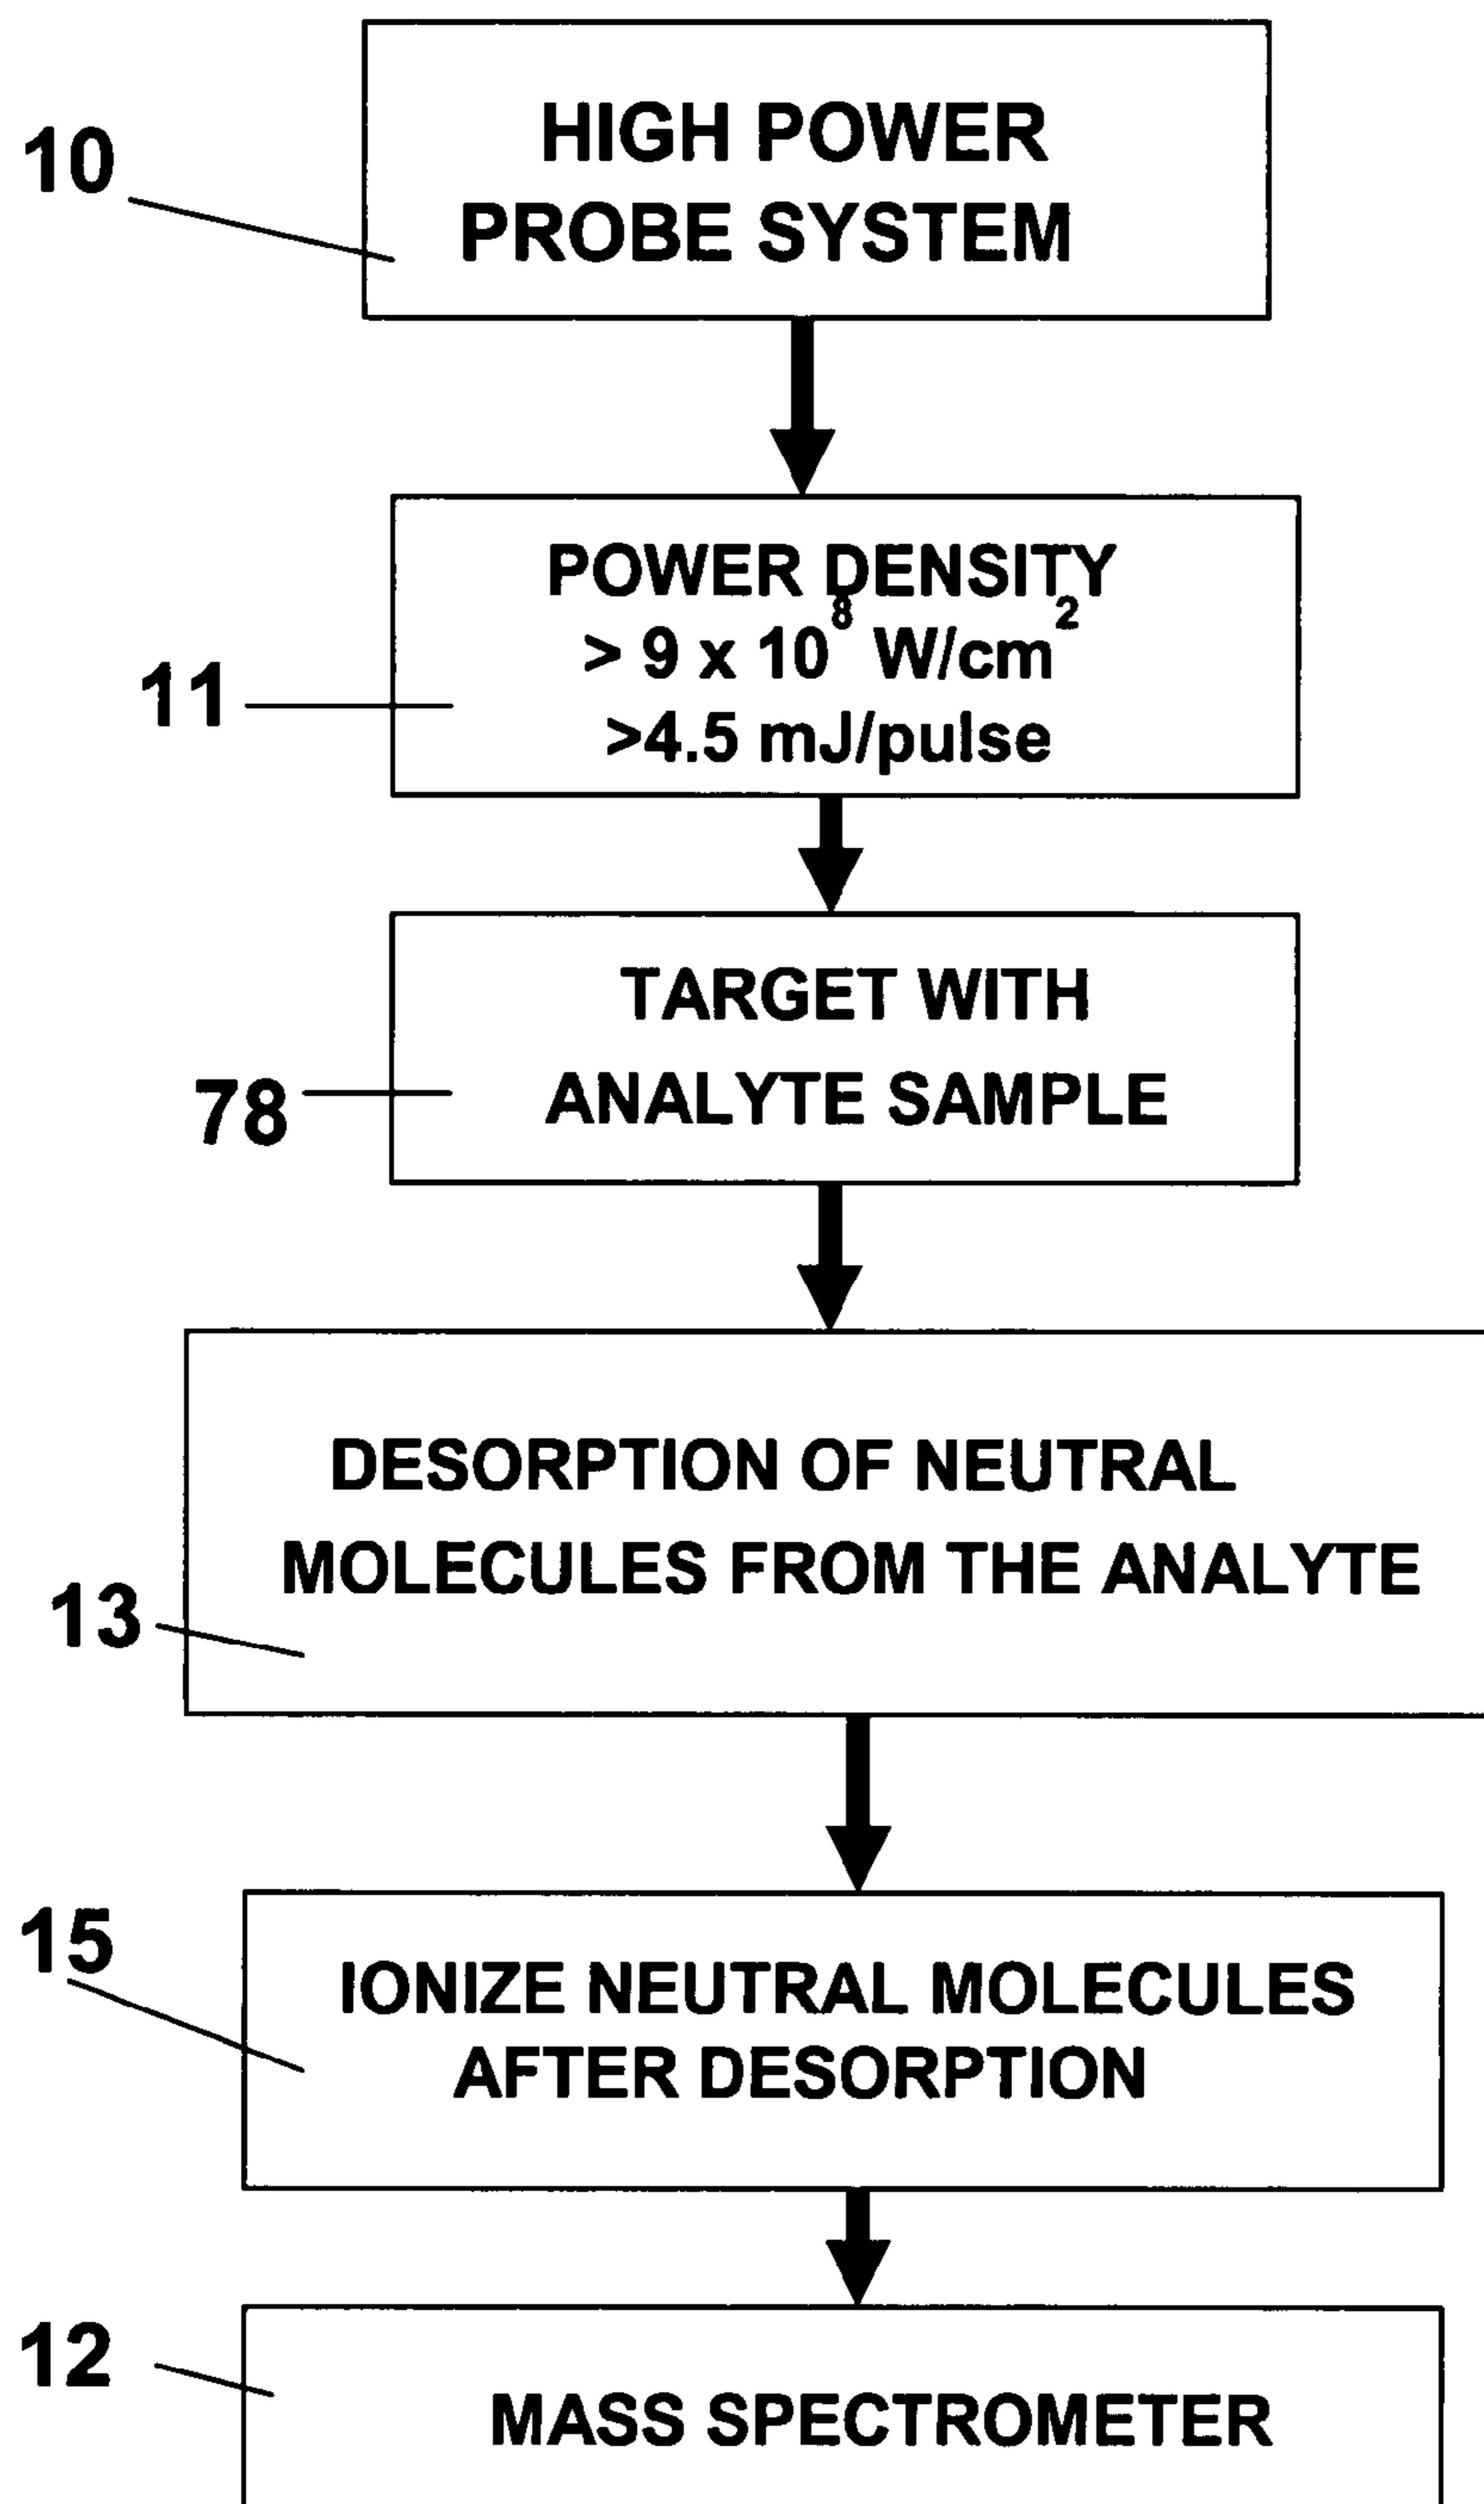 10
HIGH POWER
PROBE SYSTEM
POWER DENSITY
> 9 x 10⁸ W/cm²
11
>4.5 mJ/pulse
TARGET WITH
78
ANALYTE SAMPLE
DESORPTION OF NEUTRAL
MOLECULES FROM THE ANALYTE
13
15
IONIZE NEUTRAL MOLECULES
AFTER DESORPTION
12
MASS SPECTROMETER